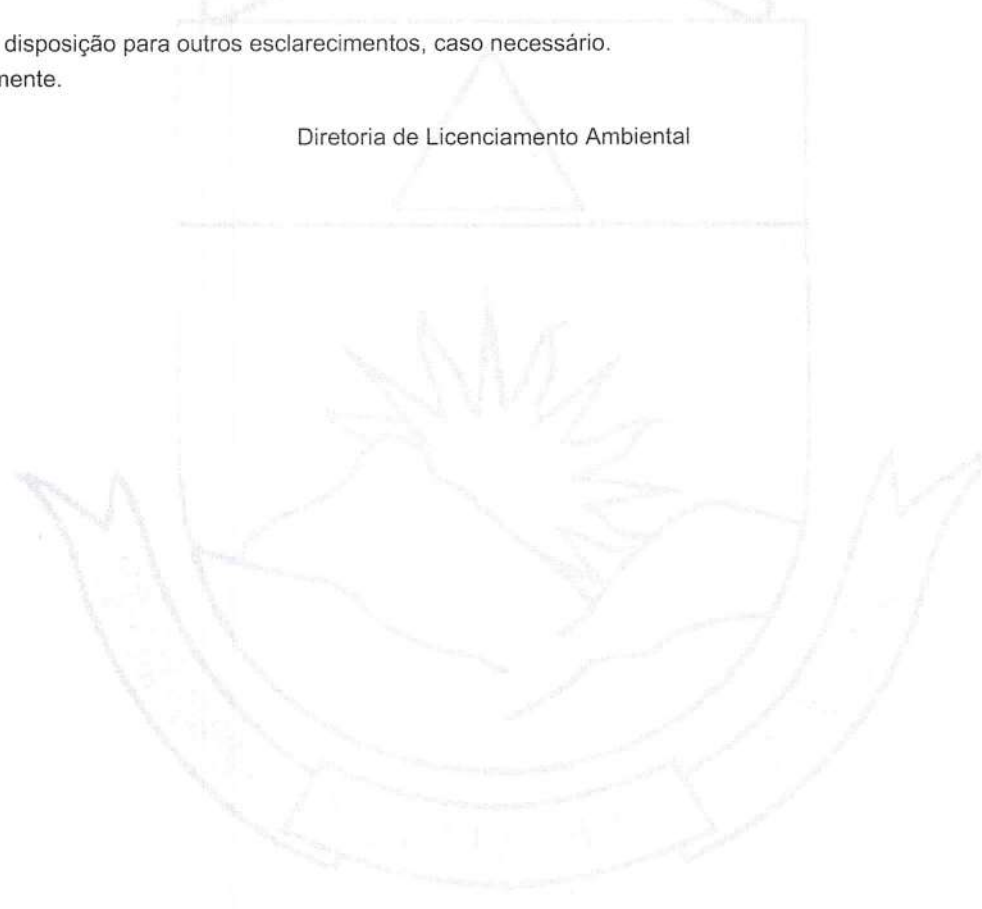 disposição para outros esclarecimentos, caso necessário.
mente.
Diretoria de Licenciamento Ambiental